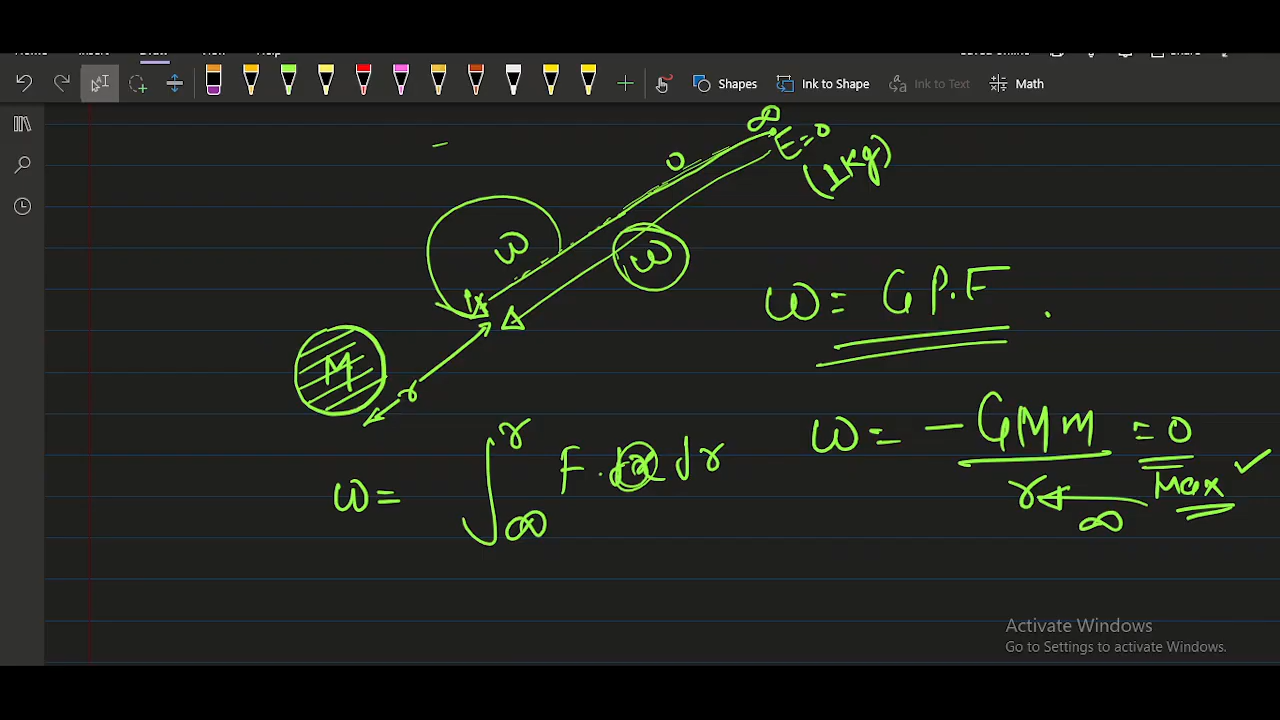 Shapes
Ink to Shape
Ink to Text
Math
∞
E=0
(1kg)
0
W
W
W= G P.E.
M
r
W= ∫ r ∞ F. dr
W= - GMm / r = 0
Max
∞
Activate Windows
Go to Settings to activate Windows.